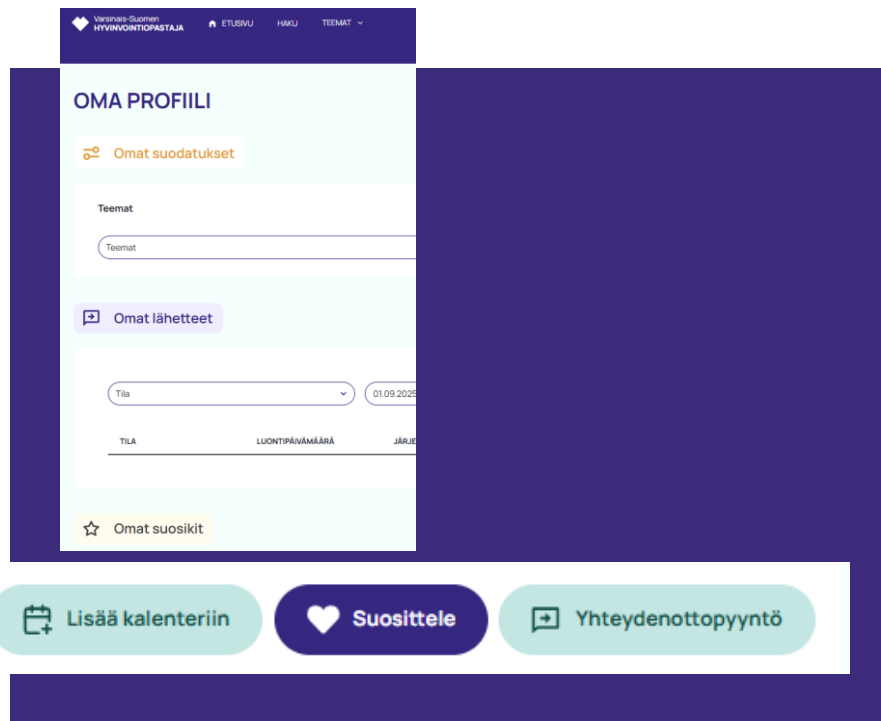 Varsinais-Suomen
HYVINVOINTIOPASTAJA
ETUSIVU HAKU TEEMAT
OMA PROFIILI
Omat suodatukset
Teemat
Teemat
Omat lähetteet
Tila 01.09.2025
TILA LUONTIPÄIVÄMÄÄRÄ JÄRJE
Omat suosikit
Lisää kalenteriin Suosittele Yhteydenottopyyntö